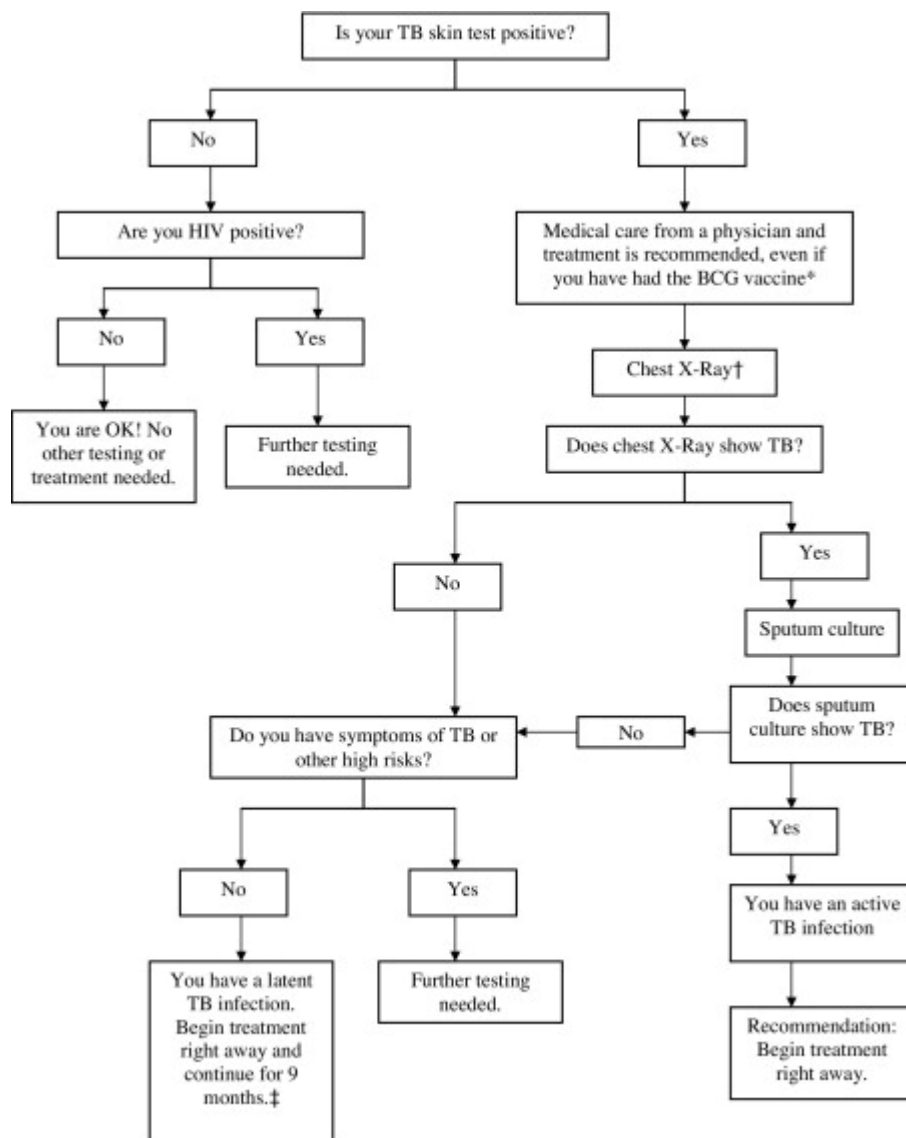 Is your TB skin test positive?
No
Yes
Are you HIV positive?
Medical care from a physician and
treatment is recommended, even if
you have had the BCG vaccine*
No
Yes
Chest X-Ray†
You are OK! No
other testing or
treatment needed.
Further testing
needed.
Does chest X-Ray show TB?
No
Yes
Sputum culture
Does sputum
culture show TB?
No
Do you have symptoms of TB or
other high risks?
Yes
No
Yes
You have an active
TB infection
You have a latent
TB infection.
Begin treatment
right away and
continue for 9
months.‡
Further testing
needed.
Recommendation:
Begin treatment
right away.